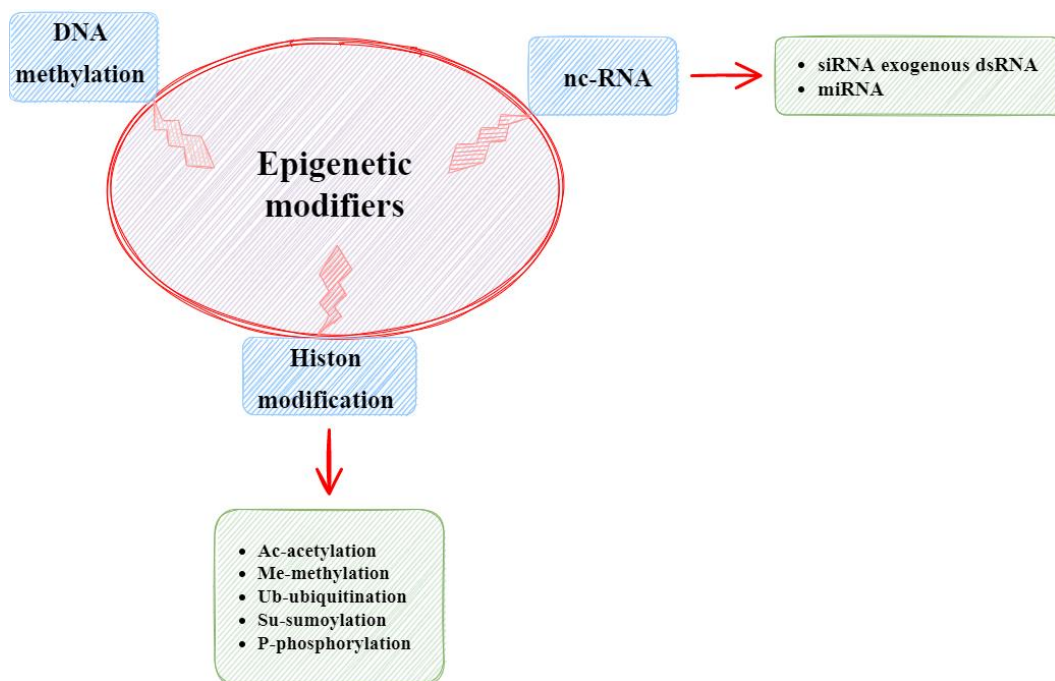 DNA
methylation
nc-RNA
• siRNA exogenous dsRNA
• miRNA
Epigenetic
modifiers
Histon
modification
• Ac-acetylation
• Me-methylation
• Ub-ubiquitination
• Su-sumoylation
• P-phosphorylation